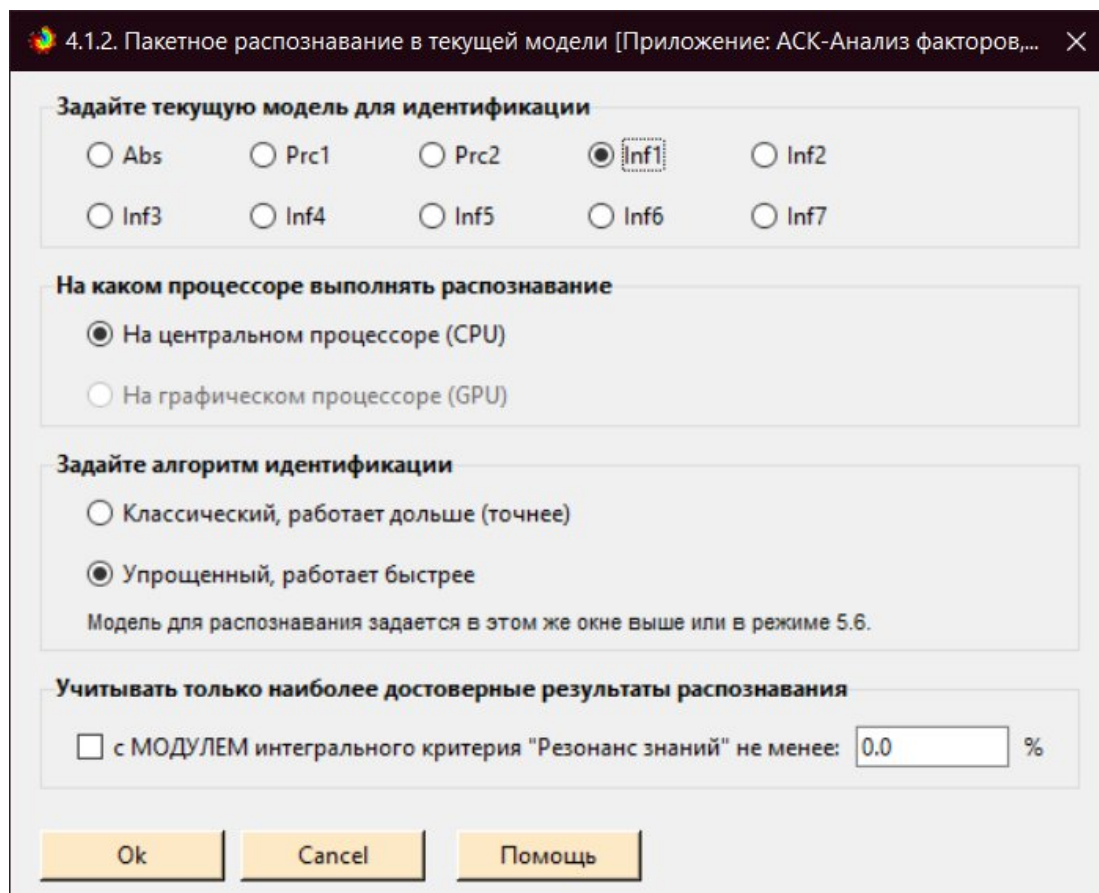 4.1.2. Пакетное распознавание в текущей модели [Приложение: АСК-Анализ факторов,...
Задайте текущую модель для идентификации
Abs Prc1 Prc2 Inf1 Inf2
Inf3 Inf4 Inf5 Inf6 Inf7
На каком процессоре выполнять распознавание
На центральном процессоре (CPU)
На графическом процессоре (GPU)
Задайте алгоритм идентификации
Классический, работает дольше (точнее)
Упрощенный, работает быстрее
Модель для распознавания задается в этом же окне выше или в режиме 5.6.
Учитывать только наиболее достоверные результаты распознавания
с МОДУЛЕМ интегрального критерия "Резонанс знаний" не менее: 0.0 %
Ok Cancel Помощь